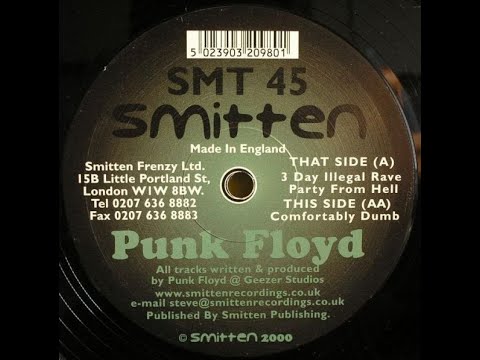 5 023903 209801
SMT 45
smitten
Made In England
Smitten Frenzy Ltd.
15B Little Portland St,
London W1W 8BW.
Tel 0207 636 8882
Fax 0207 636 8883
THAT SIDE (A)
3 Day Illegal Rave
Party From Hell
THIS SIDE (AA)
Comfortably Dumb
Punk Floyd
All tracks written & produced
by Punk Floyd @ Geezer Studios
www.smittenrecordings.co.uk
e-mail steve@smittenrecordings.co.uk
Published By Smitten Publishing.
© smitten 2000